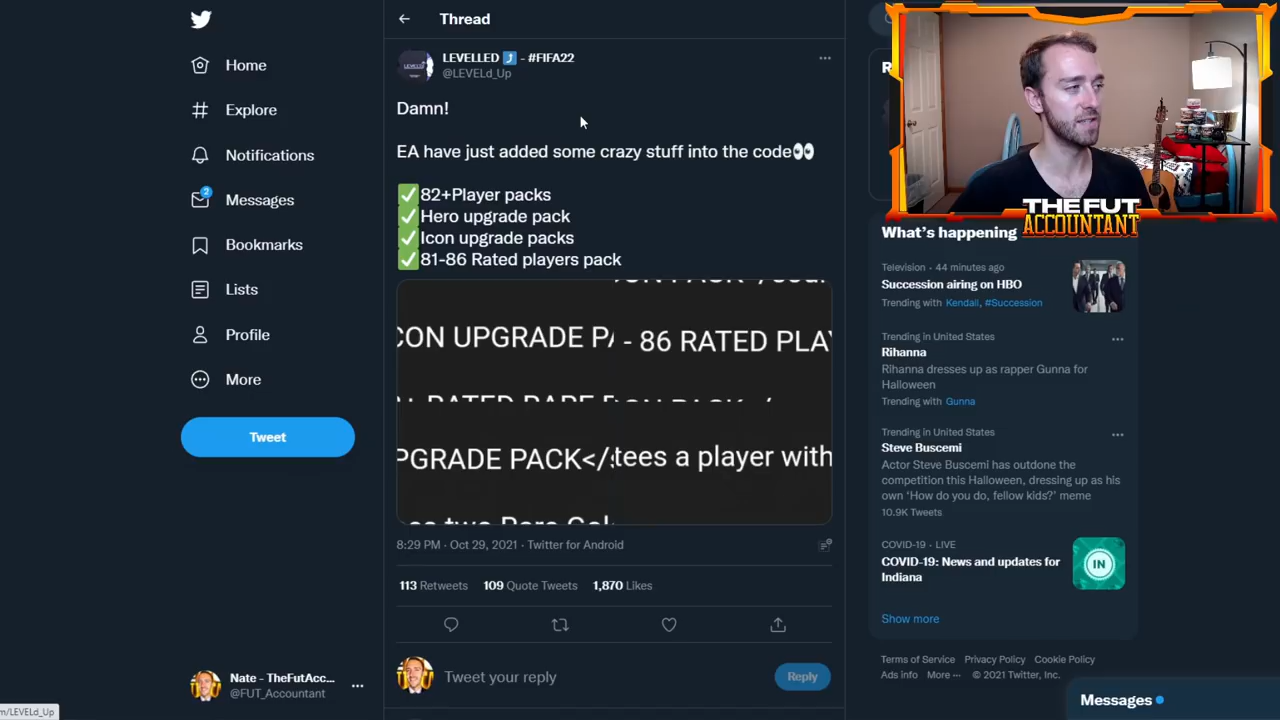 Thread
Home
Explore
Notifications
2
Messages
Bookmarks
Lists
Profile
More
Tweet
Nate - TheFutAcc...
@FUT_Accountant
m/LEVELd_Up
LEVELLED - #FIFA22
@LEVELd_Up
Damn!
EA have just added some crazy stuff into the code
82+Player packs
Hero upgrade pack
Icon upgrade packs
81-86 Rated players pack
CON UPGRADE PA
- 86 RATED PLA
PGRADE PACK</s
tees a player with
8:29 PM · Oct 29, 2021 · Twitter for Android
113 Retweets 109 Quote Tweets 1,870 Likes
Tweet your reply
Reply
THE FUT
ACCOUNTANT
What's happening
Television · 44 minutes ago
Succession airing on HBO
Trending with Kendall, #Succession
Trending in United States
Rihanna
Rihanna dresses up as rapper Gunna for
Halloween
Trending with Gunna
Trending in United States
Steve Buscemi
Actor Steve Buscemi has outdone the
competition this Halloween, dressing up as his
own 'How do you do, fellow kids?' meme
10.9K Tweets
COVID-19 · LIVE
COVID-19: News and updates for
Indiana
IN
Show more
Terms of Service Privacy Policy Cookie Policy
Ads info More ··· © 2021 Twitter, Inc.
Messages